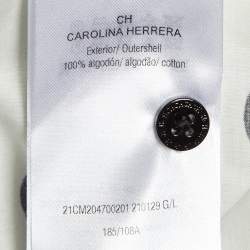 CH
CAROLINA HERRERA
Exterior/ Outershell
100% algodón/ algodão/ cotton
21CM204700201 210129 G/L
185/108A